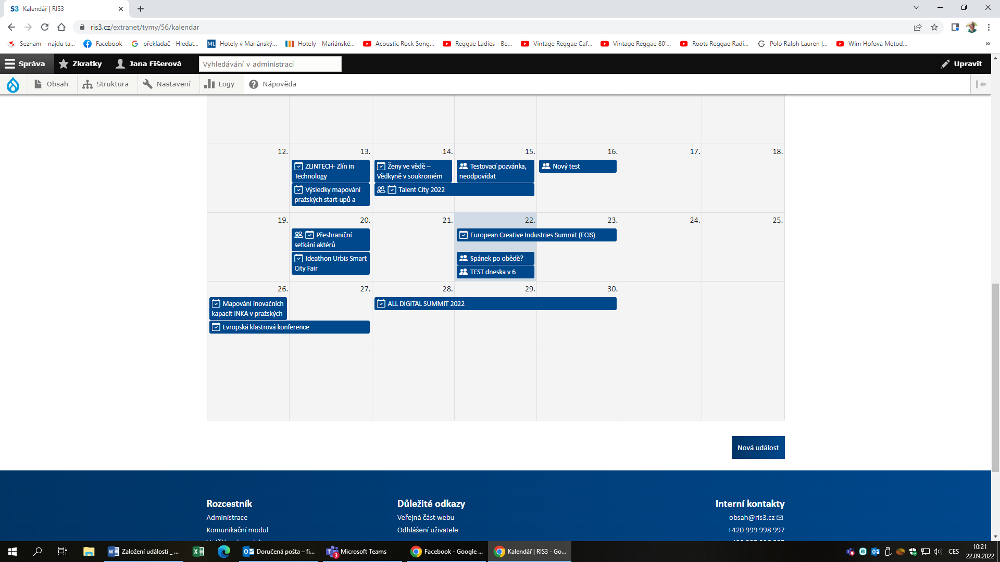 Kalendář | RIS3
ris3.cz/extranet/tymy/56/kalendar
Seznam – najdu ta...
Facebook
překladač - Hledat...
Hotely v Mariánský...
Hotely - Mariánské...
Acoustic Rock Song...
Reggae Ladies - Be...
Vintage Reggae Caf...
Vintage Reggae 80'...
Roots Reggae Radi...
Polo Ralph Lauren |...
Wim Hofova Metod...
Správa
Zkratky
Jana Fišerová
Vyhledávání v administraci
Upravit
Obsah
Struktura
Nastavení
Logy
Nápověda
12.
13.
14.
15.
16.
17.
18.
ZLINTECH- Zlín in
Technology
Výsledky mapování
pražských start-upů a
Ženy ve vědě –
Vědkyně v soukromém
Testovací pozvánka,
neodpovídat
Nový test
Talent City 2022
19.
20.
21.
22.
23.
24.
25.
Přeshraniční
setkání aktérů
Ideathon Urbis Smart
City Fair
European Creative Industries Summit (ECIS)
Spánek po obědě?
TEST dneska v 6
26.
27.
28.
29.
30.
Mapování inovačních
kapacit INKA v pražských
Evropská klastrová konference
ALL DIGITAL SUMMIT 2022
Nová událost
Rozcestník
Administrace
Komunikační modul
Důležité odkazy
Veřejná část webu
Odhlášení uživatele
Interní kontakty
obsah@ris3.cz
+420 999 998 997
Založení události _ ...
Doručená pošta – fi...
3
Microsoft Teams
Facebook - Google ...
Kalendář | RIS3 - Go...
CES
10:21
22.09.2022